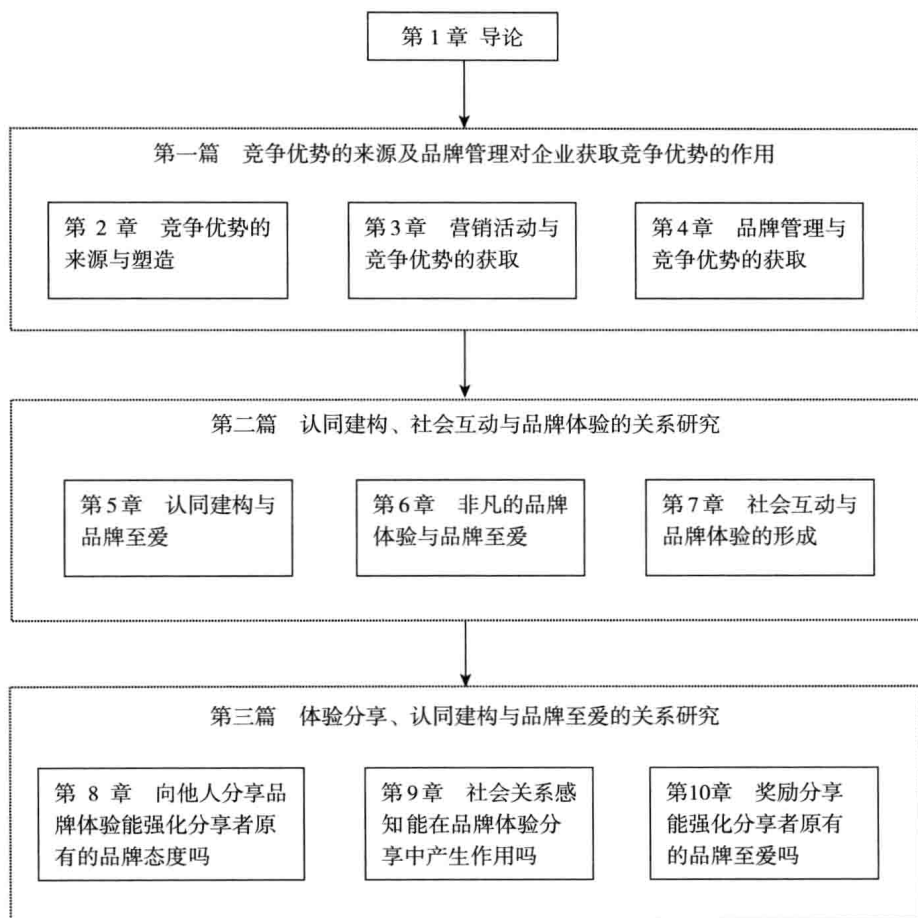 第1章 导论
第一篇 竞争优势的来源及品牌管理对企业获取竞争优势的作用
第2章 竞争优势的
来源与塑造
第3章 营销活动与
竞争优势的获取
第4章 品牌管理与
竞争优势的获取
第二篇 认同建构、社会互动与品牌体验的关系研究
第5章 认同建构与
品牌至爱
第6章 非凡的品牌
体验与品牌至爱
第7章 社会互动与
品牌体验的形成
第三篇 体验分享、认同建构与品牌至爱的关系研究
第8章 向他人分享品
牌体验能强化分享者原
有的品牌态度吗
第9章 社会关系感
知能在品牌体验分
享中产生作用吗
第10章 奖励分享
能强化分享者原有
的品牌至爱吗